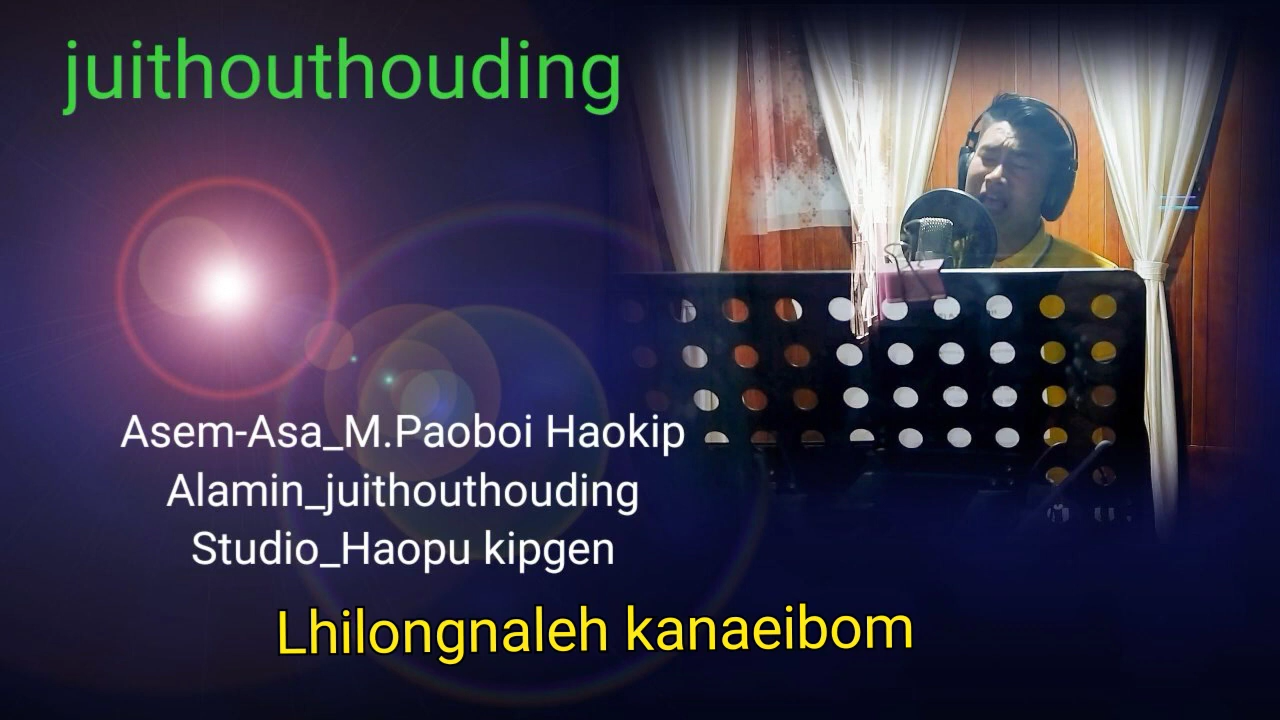 juithouthouding
Asem-Asa_M.Paoboi Haokip
Alamin_juithouthouding
Studio_Haopu kipgen
Lhilongnaleh kanaeibom